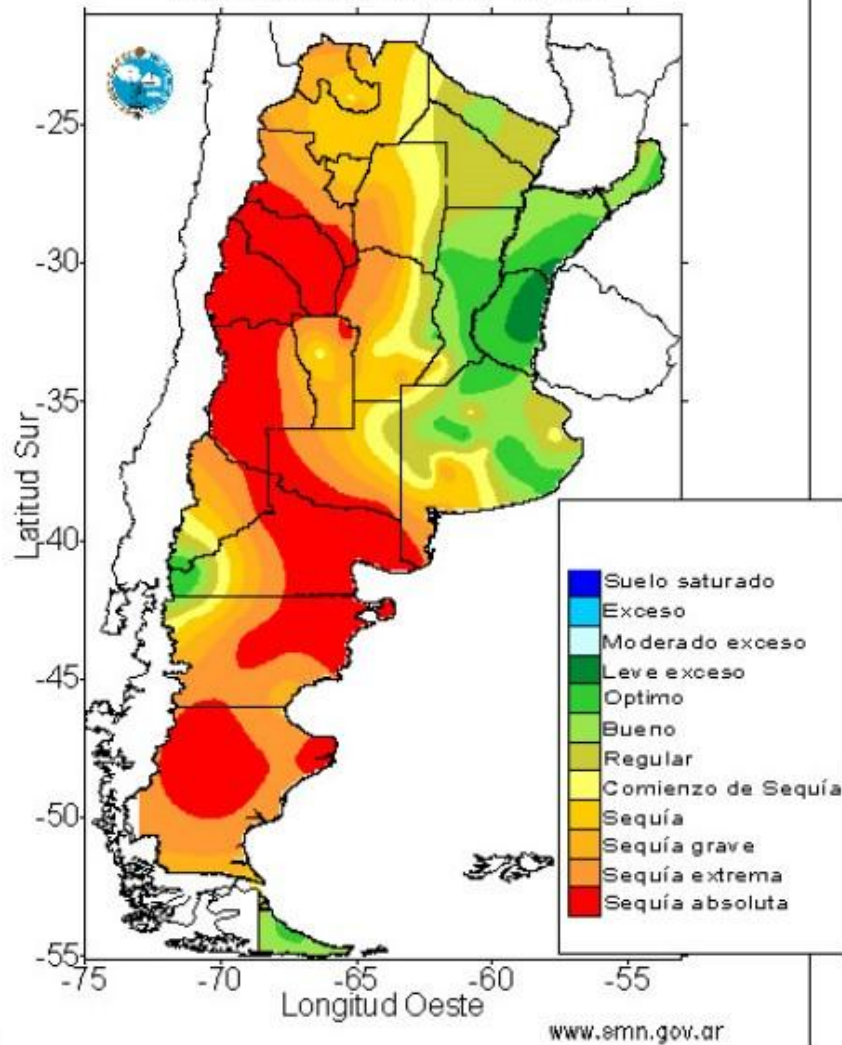 -25
-30
-35
-40
-45
-50
-55
Latitud Sur
-75
-70
-65
-60
-55
Longitud Oeste
Suelo saturado
Exceso
Moderado exceso
Leve exceso
Optimo
Bueno
Regular
Comienzo de Sequía
Sequía
Sequía grave
Sequía extrema
Sequía absoluta
www.smn.gov.ar